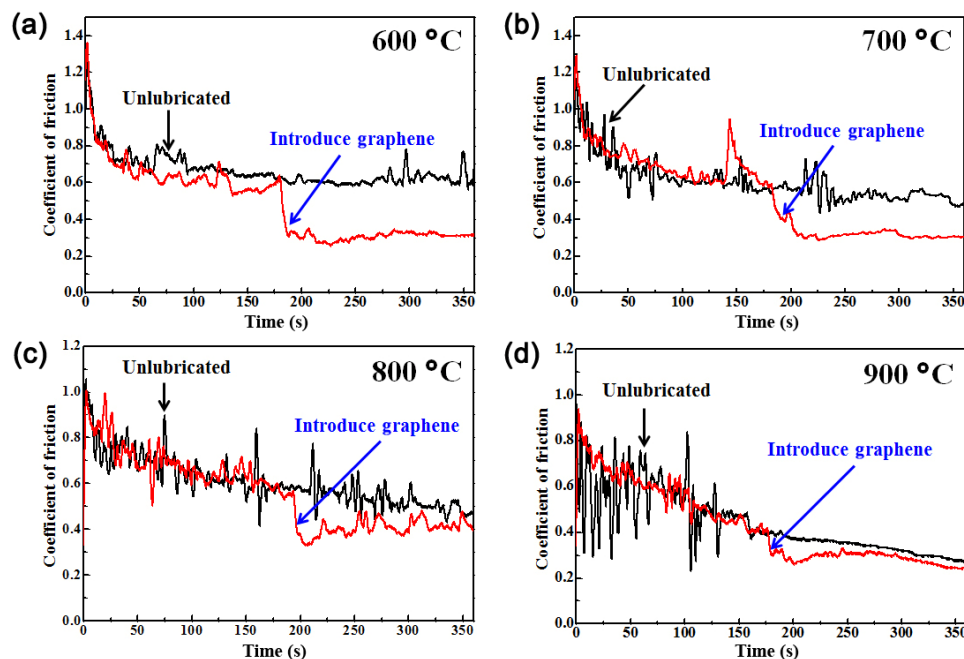 (a)
600 °C
Coefficient of friction
1.4
1.2
1.0
0.8
0.6
0.4
0.2
0.0
Unlubricated
Introduce graphene
0 50 100 150 200 250 300 350
Time (s)
(b)
700 °C
Coefficient of friction
1.4
1.2
1.0
0.8
0.6
0.4
0.2
0.0
Unlubricated
Introduce graphene
0 50 100 150 200 250 300 350
Time (s)
(c)
800 °C
Coefficient of friction
1.2
1.0
0.8
0.6
0.4
0.2
0.0
Unlubricated
Introduce graphene
0 50 100 150 200 250 300 350
Time (s)
(d)
900 °C
Coefficient of friction
1.2
1.0
0.8
0.6
0.4
0.2
0.0
Unlubricated
Introduce graphene
0 50 100 150 200 250 300 350
Time (s)